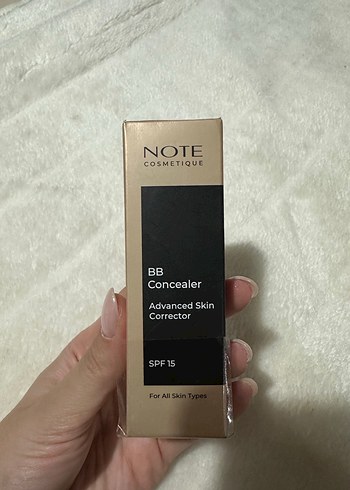 NOTE
COSMETIQUE
BB
Concealer
Advanced Skin
Corrector
SPF 15
For All Skin Types